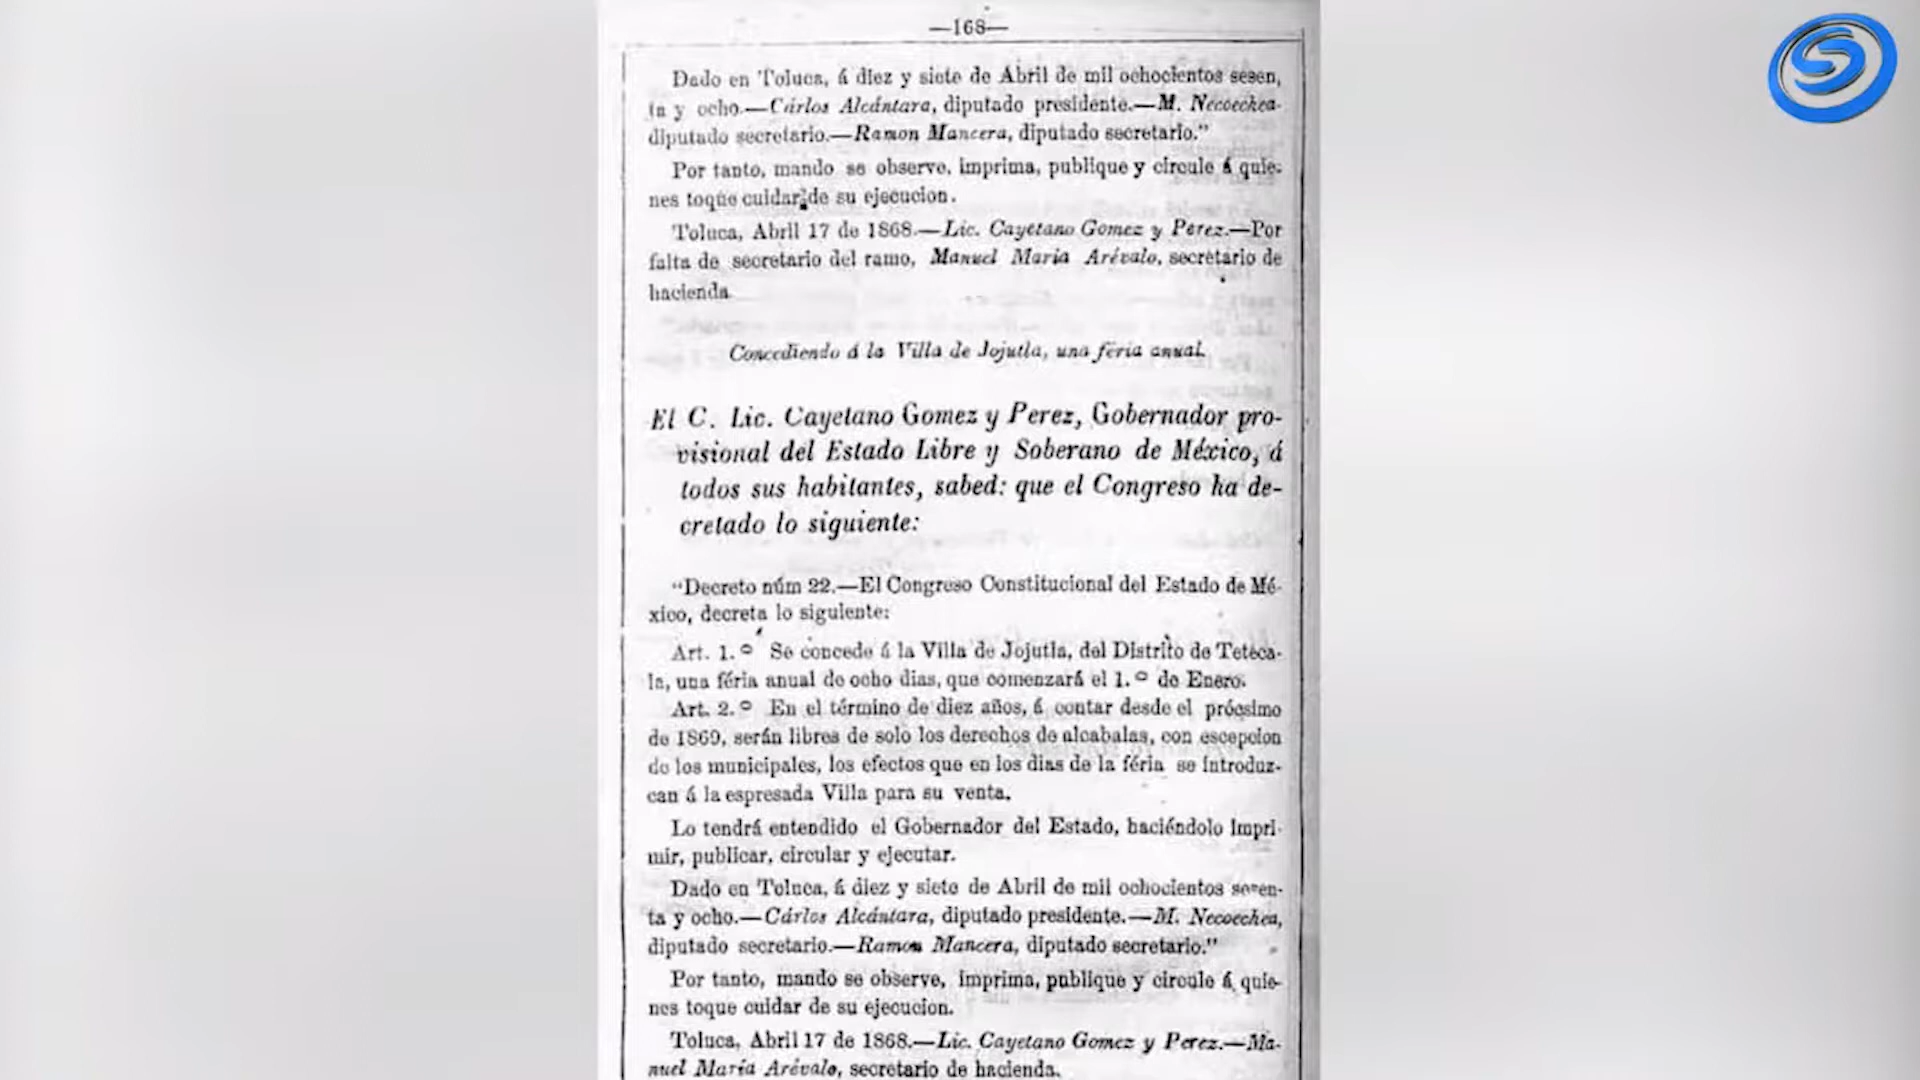 —168—
Dado en Toluca, á diez y siete de Abril de mil ochocientos sesen,
ta y ocho.—Cárlos Alcántara, diputado presidente.—M. Necoechea-
diputado secretario.—Ramon Mancera, diputado secretario."
Por tanto, mando se observe, imprima, publique y circule á quie-
nes toque cuidar de su ejecucion.
Toluca, Abril 17 de 1868.—Lic. Cayetano Gomez y Perez.—Por
falta de secretario del ramo, Manuel Maria Arévalo, secretario de
hacienda
Concediendo á la Villa de Jojutla, una féria anual.
El C. Lic. Cayetano Gomez y Perez, Gobernador pro-
visional del Estado Libre y Soberano de México, á
todos sus habitantes, sabed: que el Congreso ha de-
cretado lo siguiente:
"Decreto núm 22.—El Congreso Constitucional del Estado de Mé-
xico, decreta lo siguiente:
Art. 1.º Se concede á la Villa de Jojutla, del Distrito de Teteca-
la, una féria anual de ocho dias, que comenzará el 1.º de Enero.
Art. 2.º En el término de diez años, á contar desde el prócsimo
de 1869, serán libres de solo los derechos de alcabalas, con escepcion
de los municipales, los efectos que en los dias de la féria se introduz-
can á la espresada Villa para su venta.
Lo tendrá entendido el Gobernador del Estado, haciéndolo impri-
mir, publicar, circular y ejecutar.
Dado en Toluca, á diez y siete de Abril de mil ochocientos sesen-
ta y ocho.—Cárlos Alcántara, diputado presidente.—M. Necoechea,
diputado secretario.—Ramon Mancera, diputado secretario."
Por tanto, mando se observe, imprima, publique y circule á quie-
nes toque cuidar de su ejecucion.
Toluca, Abril 17 de 1868.—Lic. Cayetano Gomez y Perez.—Ma-
nuel María Arévalo, secretario de hacienda.